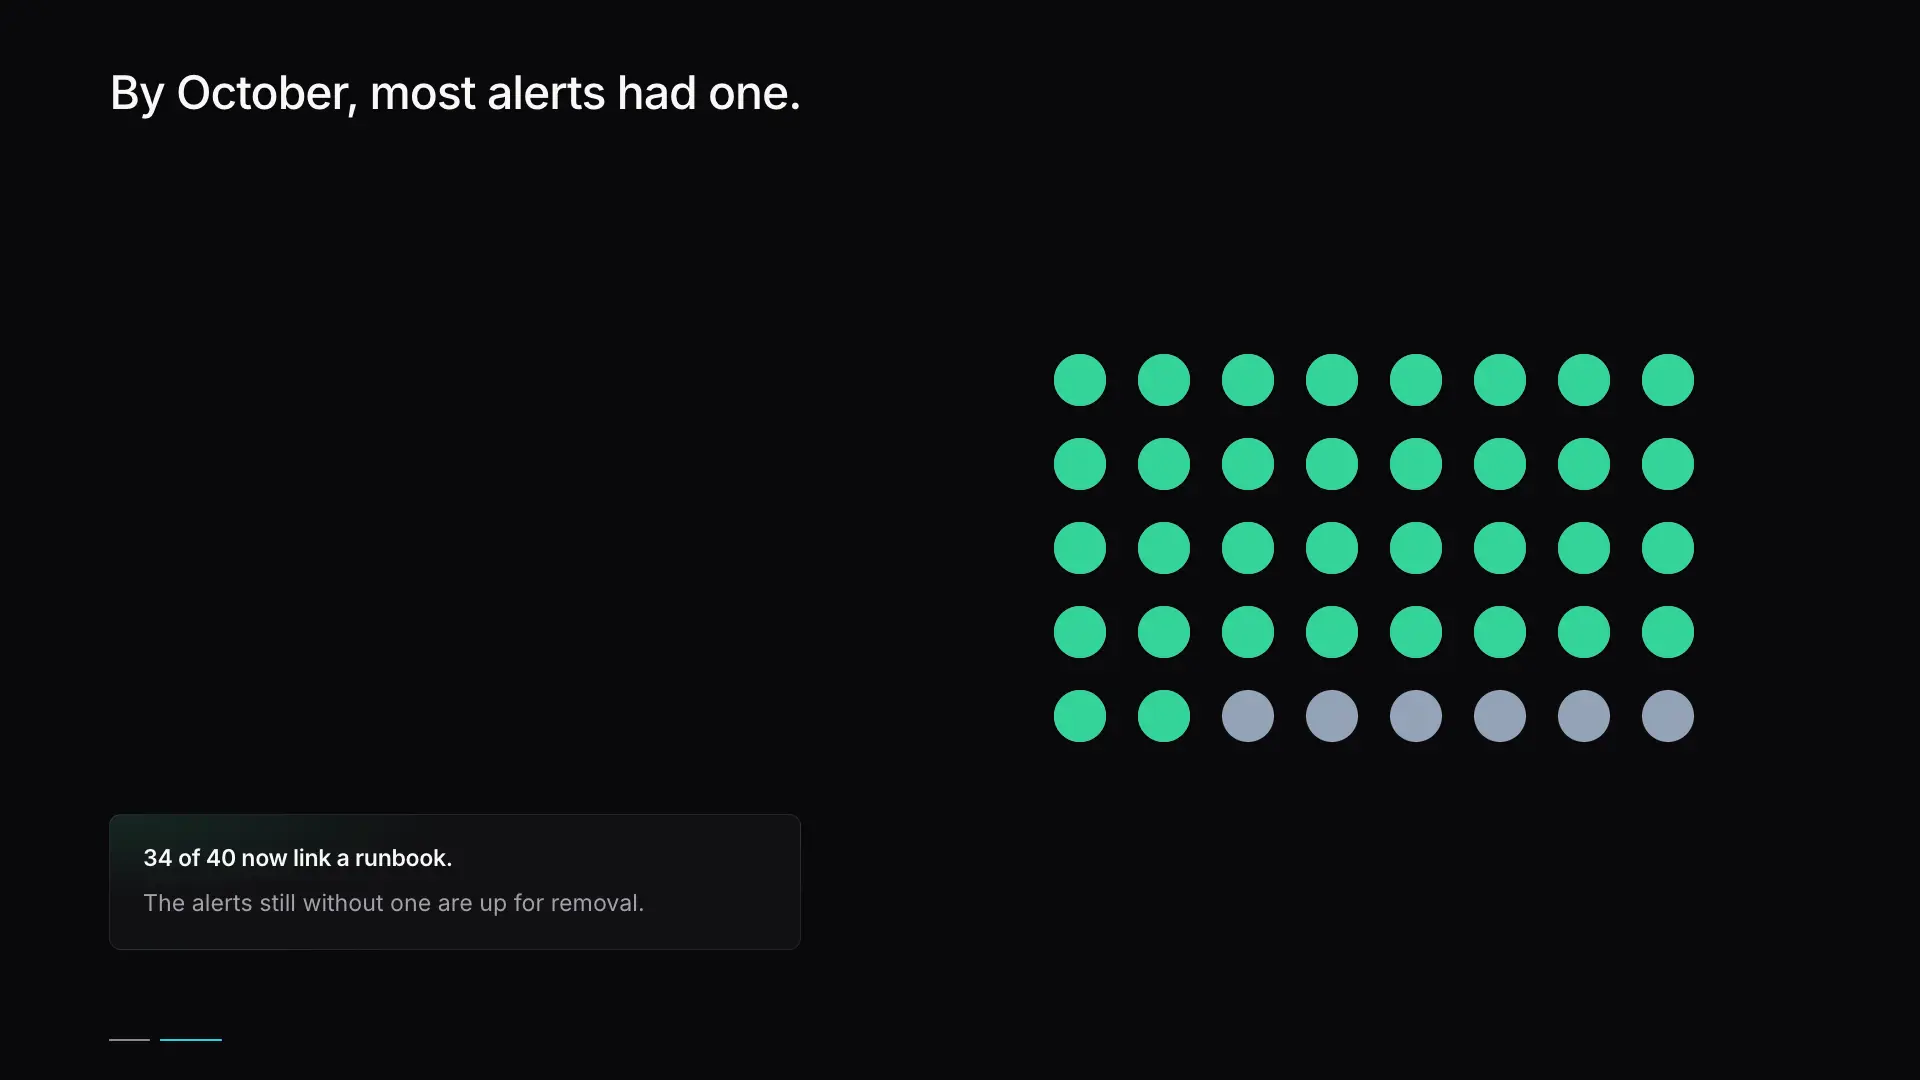 By October, most alerts had one.
34 of 40 now link a runbook.
The alerts still without one are up for removal.